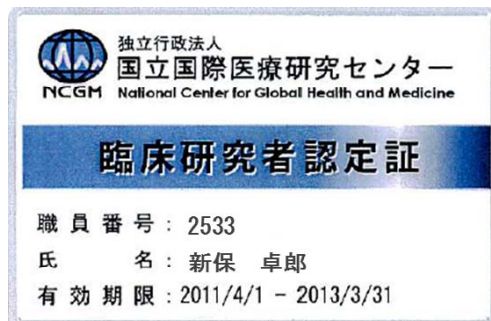 独立行政法人
国立国際医療研究センター
NCGM National Center for Global Health and Medicine
臨床研究者認定証
職員番号：2533
氏　　名：新保　卓郎
有効期限：2011/4/1 - 2013/3/31